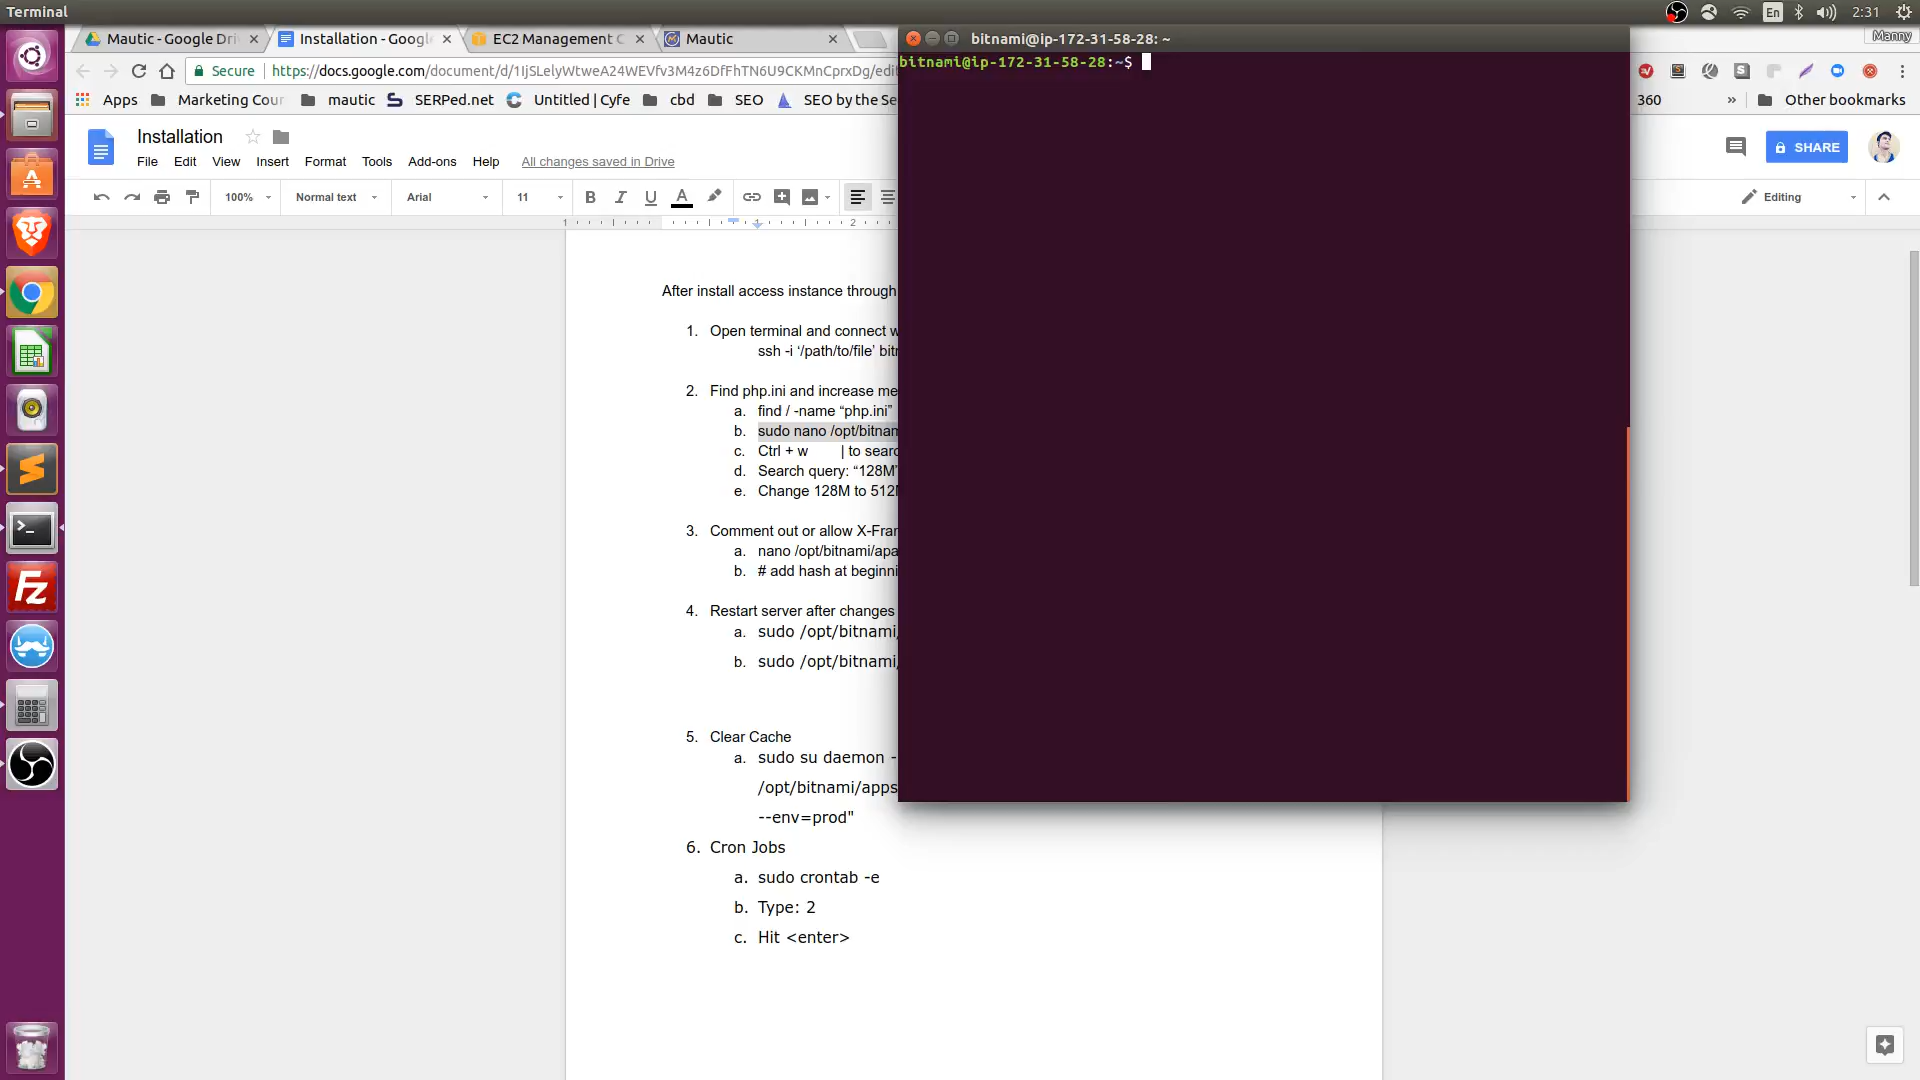 Terminal
En
2:31
Mautic - Google Dri
Installation - Google
EC2 Management C
Mautic
Manny
Secure
https://docs.google.com/document/d/1IjSLelyWtweA24WEVfv3M4z6DfFhTN6U9CKMnCprxDg/edi
Apps
Marketing Cour
mautic
SERPed.net
Untitled | Cyfe
cbd
SEO
SEO by the Se
360
»
Other bookmarks
bitnami@ip-172-31-58-28: ~
bitnami@ip-172-31-58-28:~$
Installation
File Edit View Insert Format Tools Add-ons Help All changes saved in Drive
SHARE
100% Normal text Arial 11 B I U A
Editing
1 1 2
After install access instance through
1. Open terminal and connect w
ssh -i ‘/path/to/file’ bitn
2. Find php.ini and increase me
a. find / -name “php.ini”
b. sudo nano /opt/bitnam
c. Ctrl + w | to searc
d. Search query: “128M”
e. Change 128M to 512M
3. Comment out or allow X-Fran
a. nano /opt/bitnami/apa
b. # add hash at beginni
4. Restart server after changes
a. sudo /opt/bitnami/
b. sudo /opt/bitnami/
5. Clear Cache
a. sudo su daemon -
/opt/bitnami/apps
--env=prod"
6. Cron Jobs
a. sudo crontab -e
b. Type: 2
c. Hit <enter>